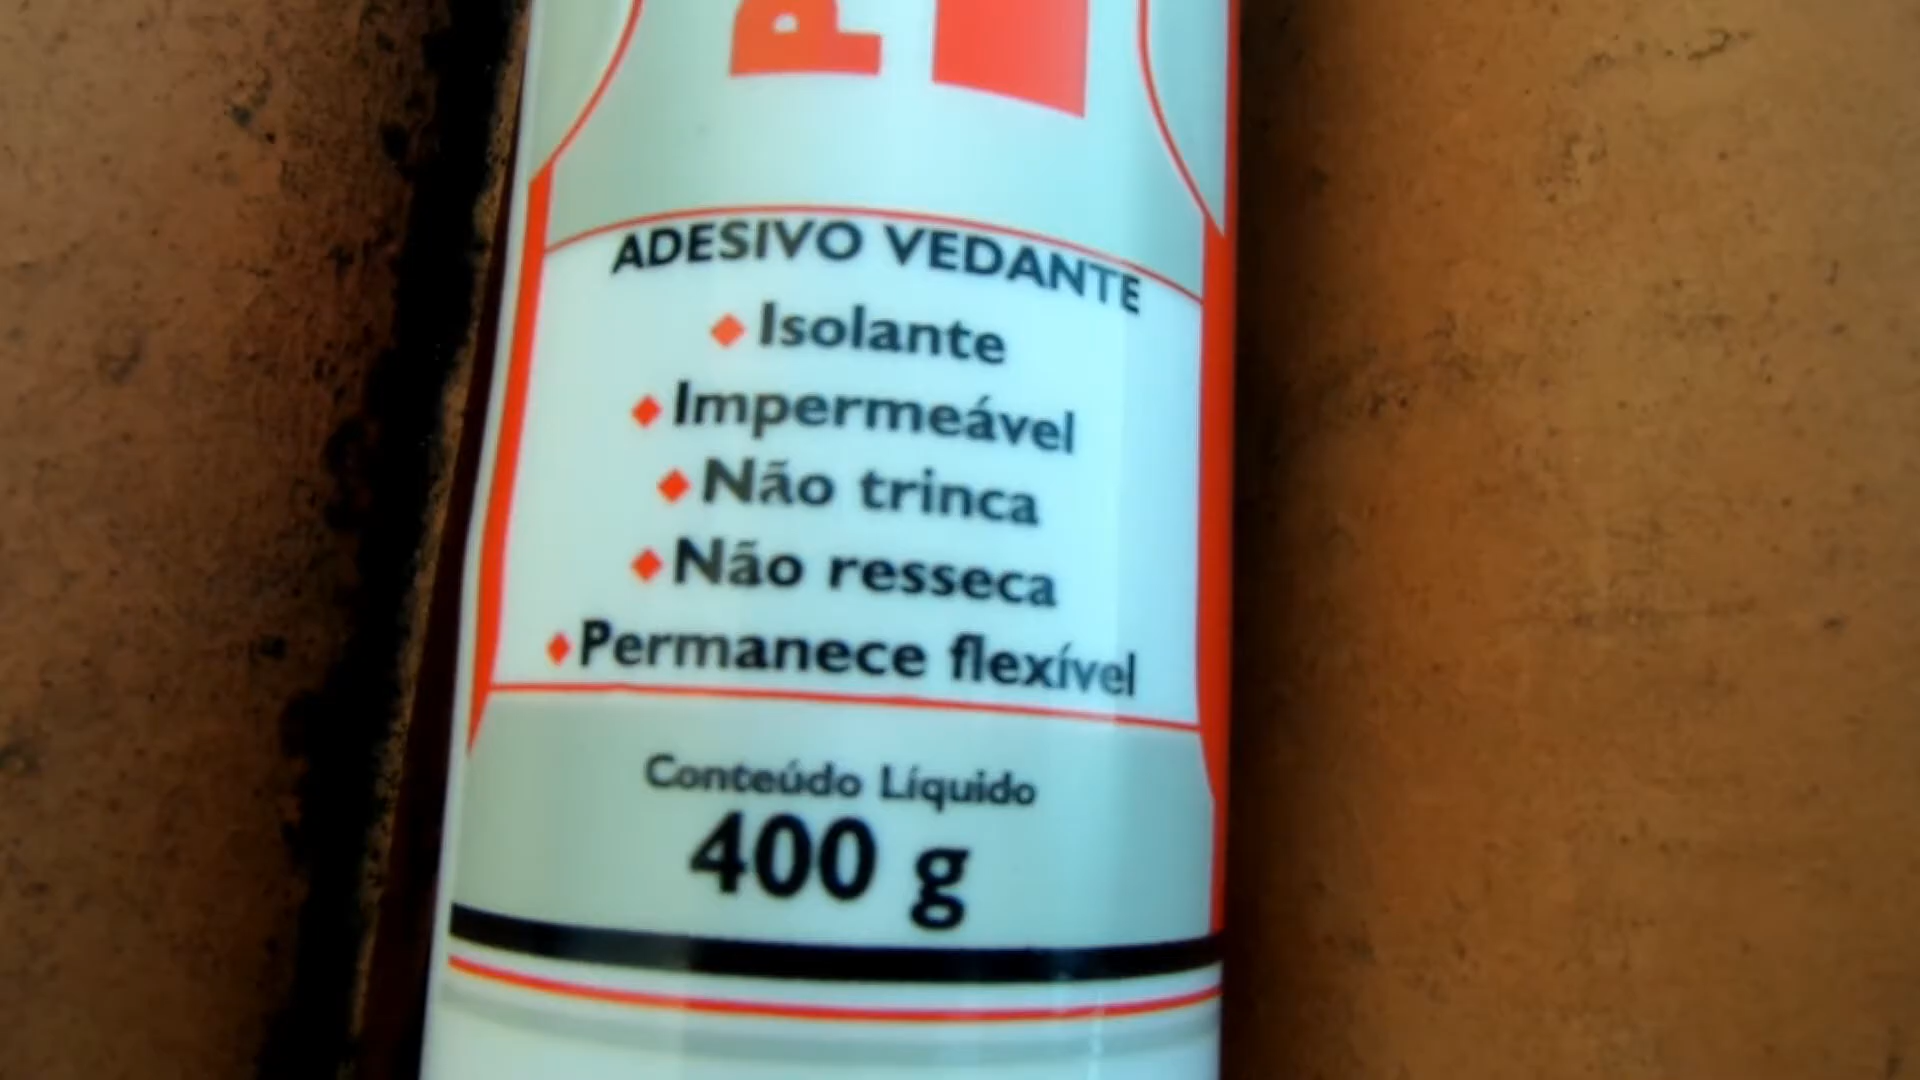 P
ADESIVO VEDANTE
Isolante
Impermeável
Não trinca
Não resseca
Permanece flexível
Conteúdo Líquido
400 g